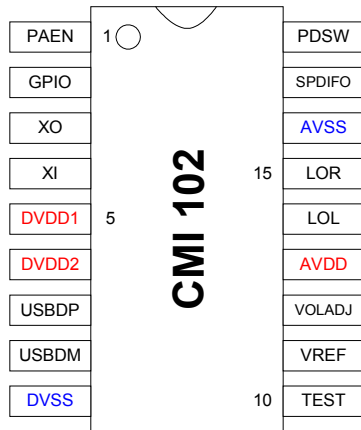 PAEN 1 PDSW
GPIO SPDIFO
XO AVSS
XI 15 LOR
DVDD1 5 LOL
DVDD2 AVDD
USBDP VOLADJ
USBDM VREF
DVSS 10 TEST
CMI 102